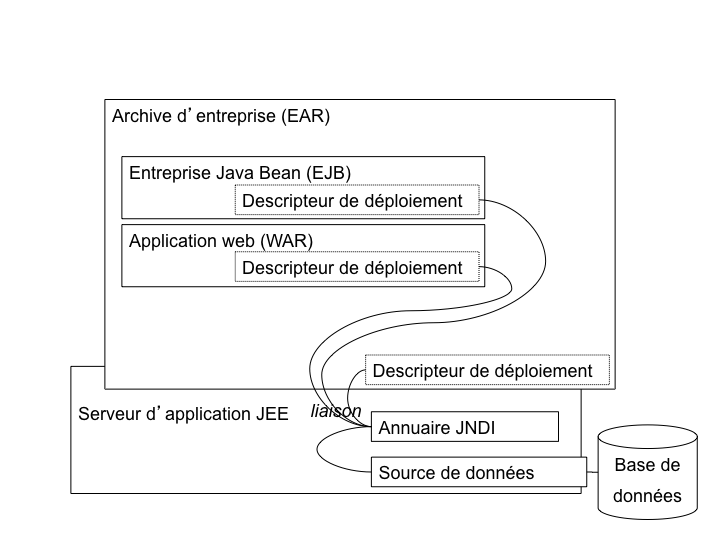 Archive d’entreprise (EAR)
Entreprise Java Bean (EJB)
Descripteur de déploiement
Application web (WAR)
Descripteur de déploiement
Descripteur de déploiement
Serveur d’application JEE
liaison
Annuaire JNDI
Source de données
Base de
données